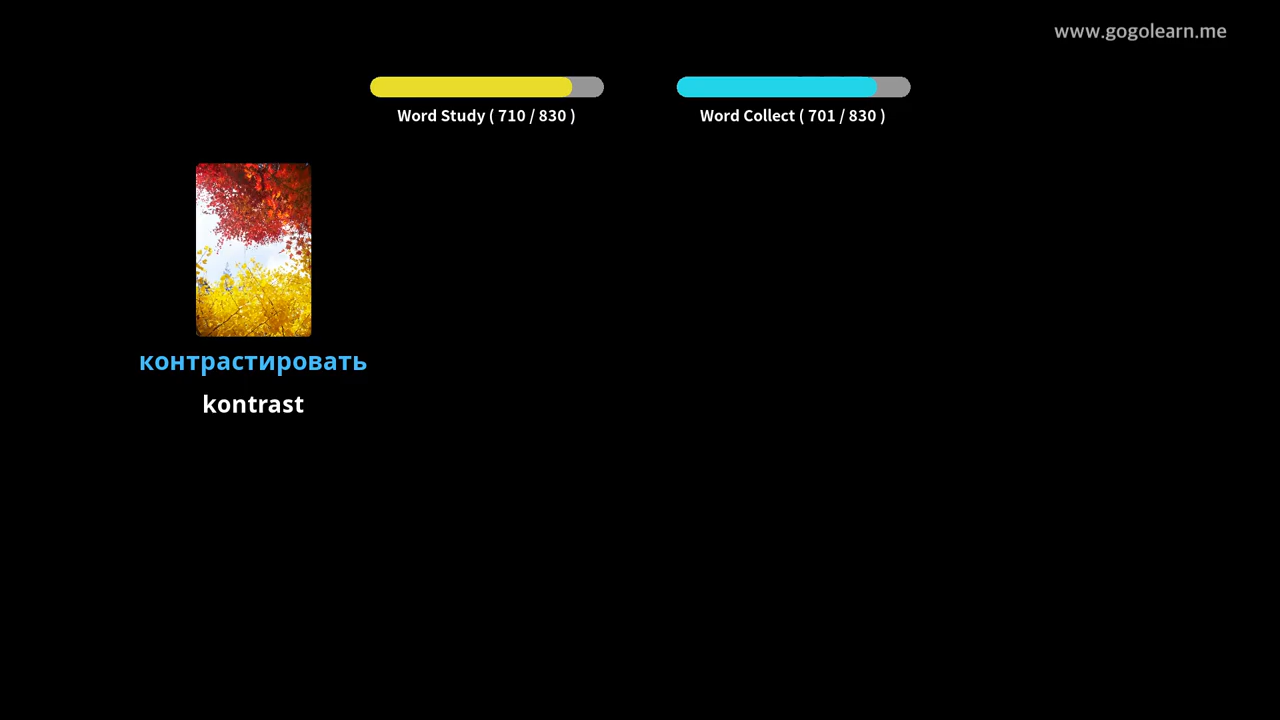 www.gogolearn.me
Word Study ( 710 / 830 )
Word Collect ( 701 / 830 )
контрастировать
kontrast